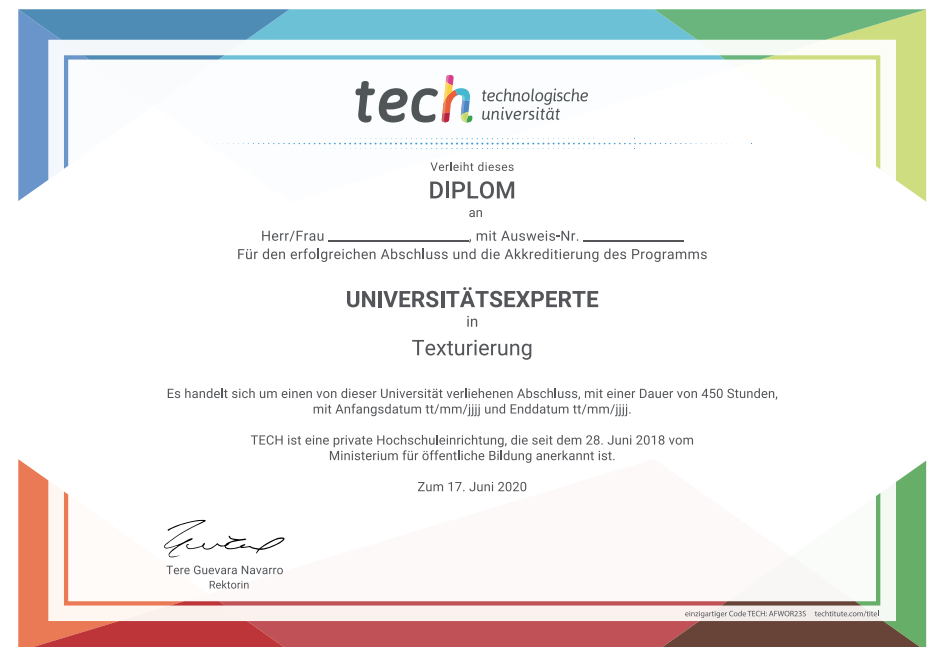 tech technologische
universität
Verleiht dieses
DIPLOM
an
Herr/Frau ____________, mit Ausweis-Nr. ____________
Für den erfolgreichen Abschluss und die Akkreditierung des Programms
UNIVERSITÄTSEXPERTE
in
Texturierung
Es handelt sich um einen von dieser Universität verliehenen Abschluss, mit einer Dauer von 450 Stunden,
mit Anfangsdatum tt/mm/jjjj und Enddatum tt/mm/jjjj.
TECH ist eine private Hochschuleinrichtung, die seit dem 28. Juni 2018 vom
Ministerium für öffentliche Bildung anerkannt ist.
Zum 17. Juni 2020
Tere Guevara Navarro
Rektorin
einzigartiger Code TECH: AFWOR23S techtitute.com/titel